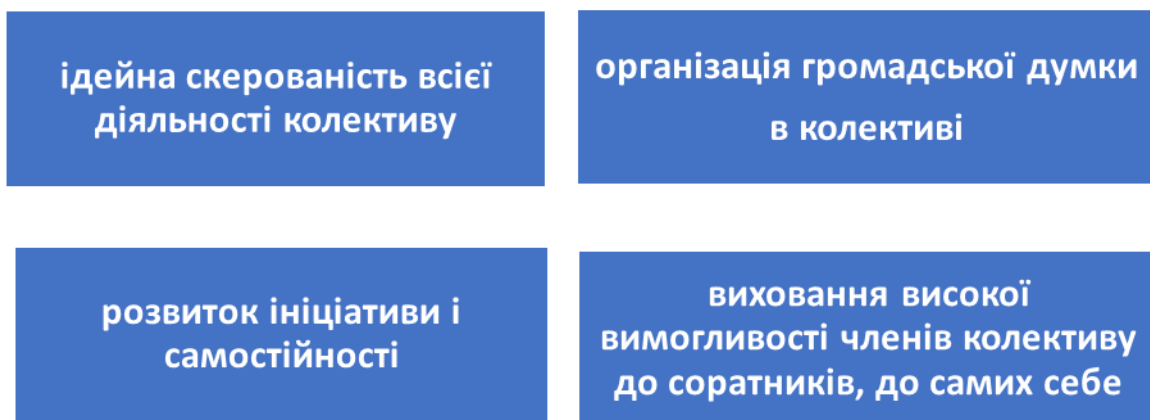 ідейна скерованість всієї
діяльності колективу
організація громадської думки
в колективі
розвиток ініціативи і
самостійності
виховання високої
вимогливості членів колективу
до соратників, до самих себе